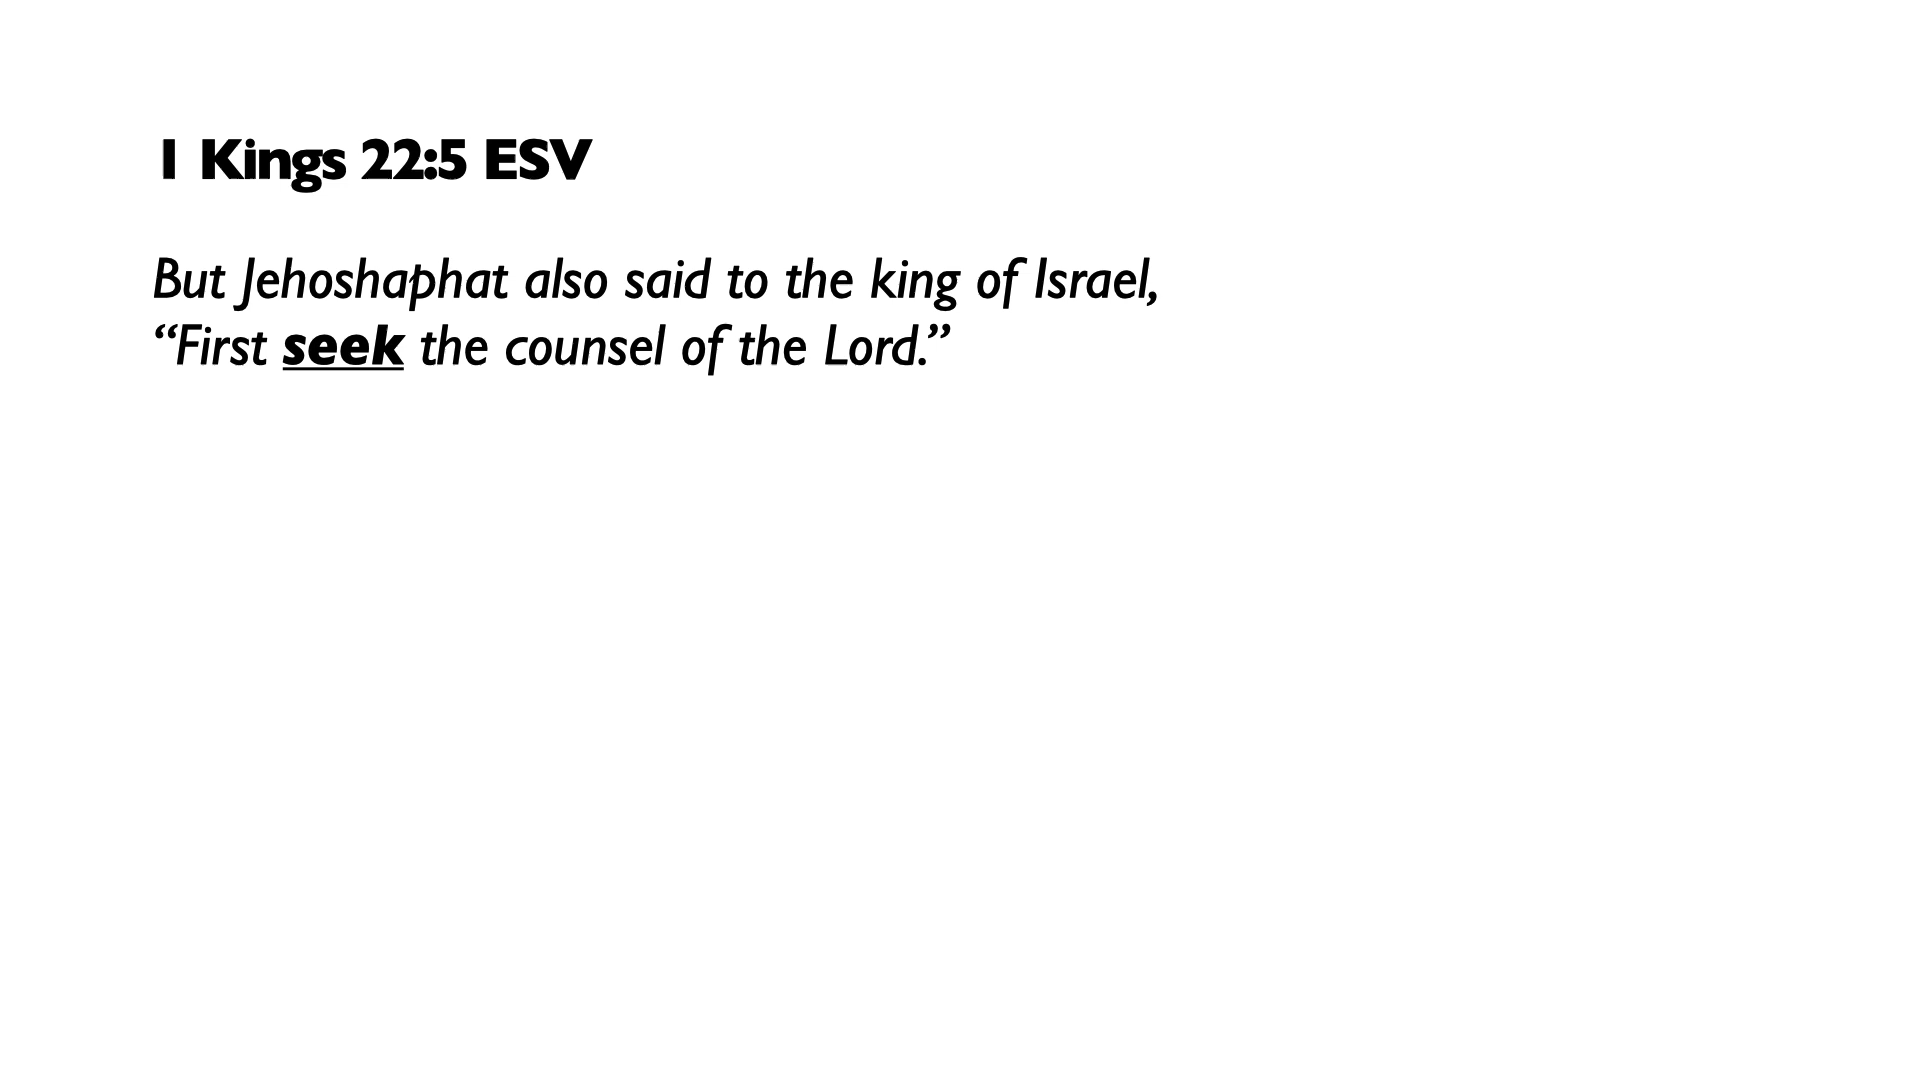 1 Kings 22:5 ESV
But Jehoshaphat also said to the king of Israel,
“First seek the counsel of the Lord.”